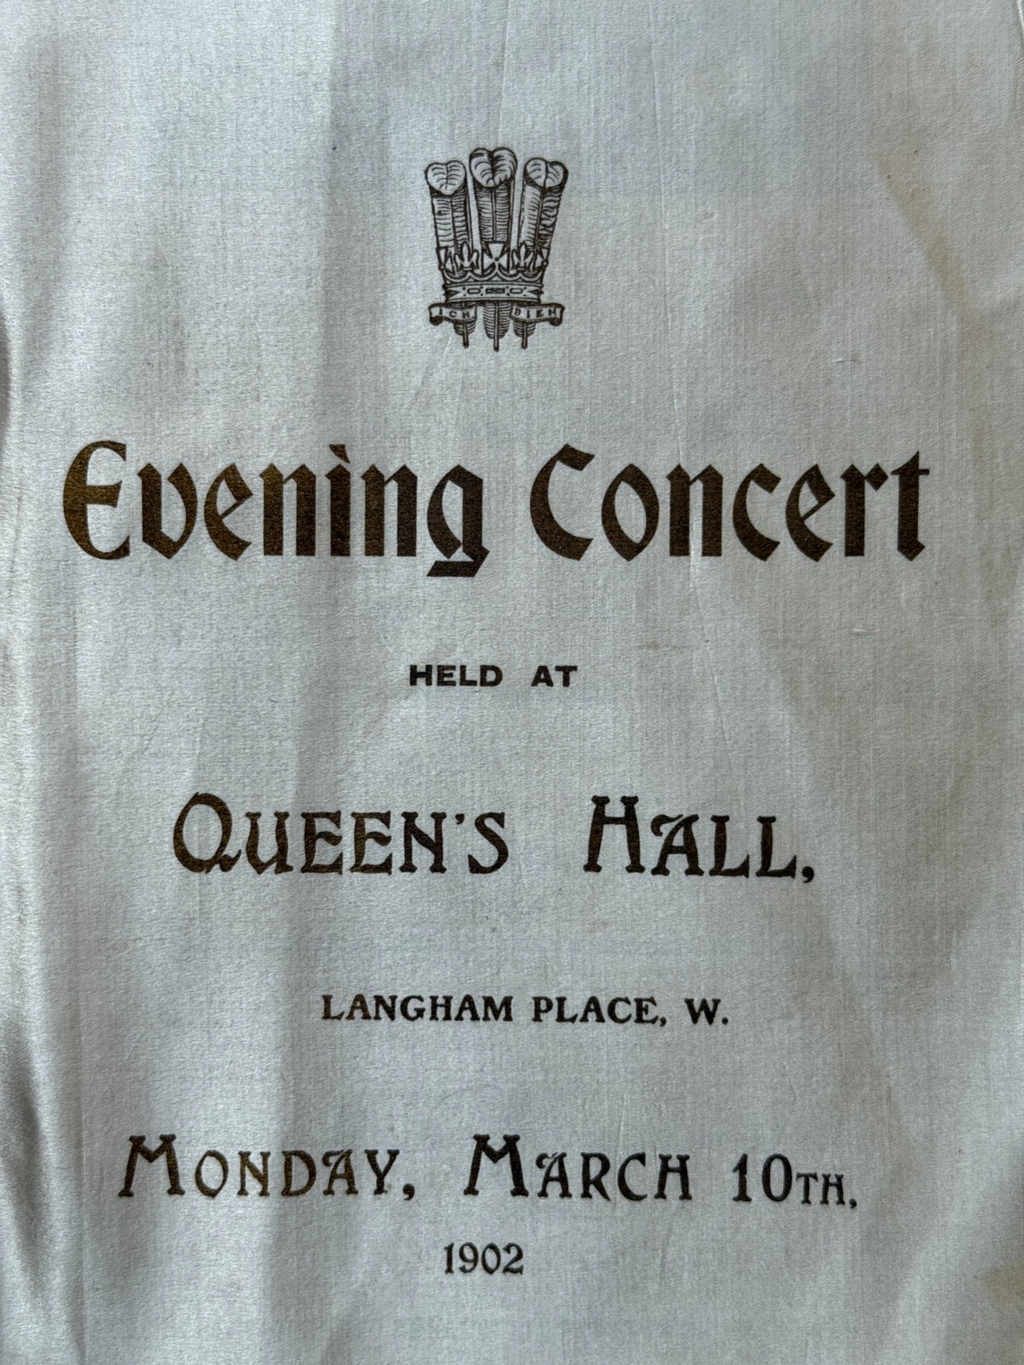 ICH DIEN
Evening Concert
HELD AT
QUEEN'S HALL,
LANGHAM PLACE, W.
MONDAY, MARCH 10TH,
1902